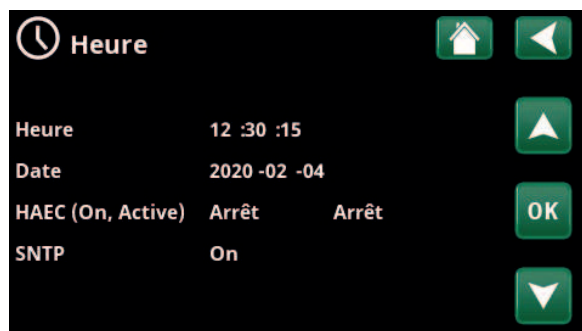 Heure
Heure 12 :30 :15
Date 2020 -02 -04
HAEC (On, Active) Arrêt Arrêt
OK
SNTP On